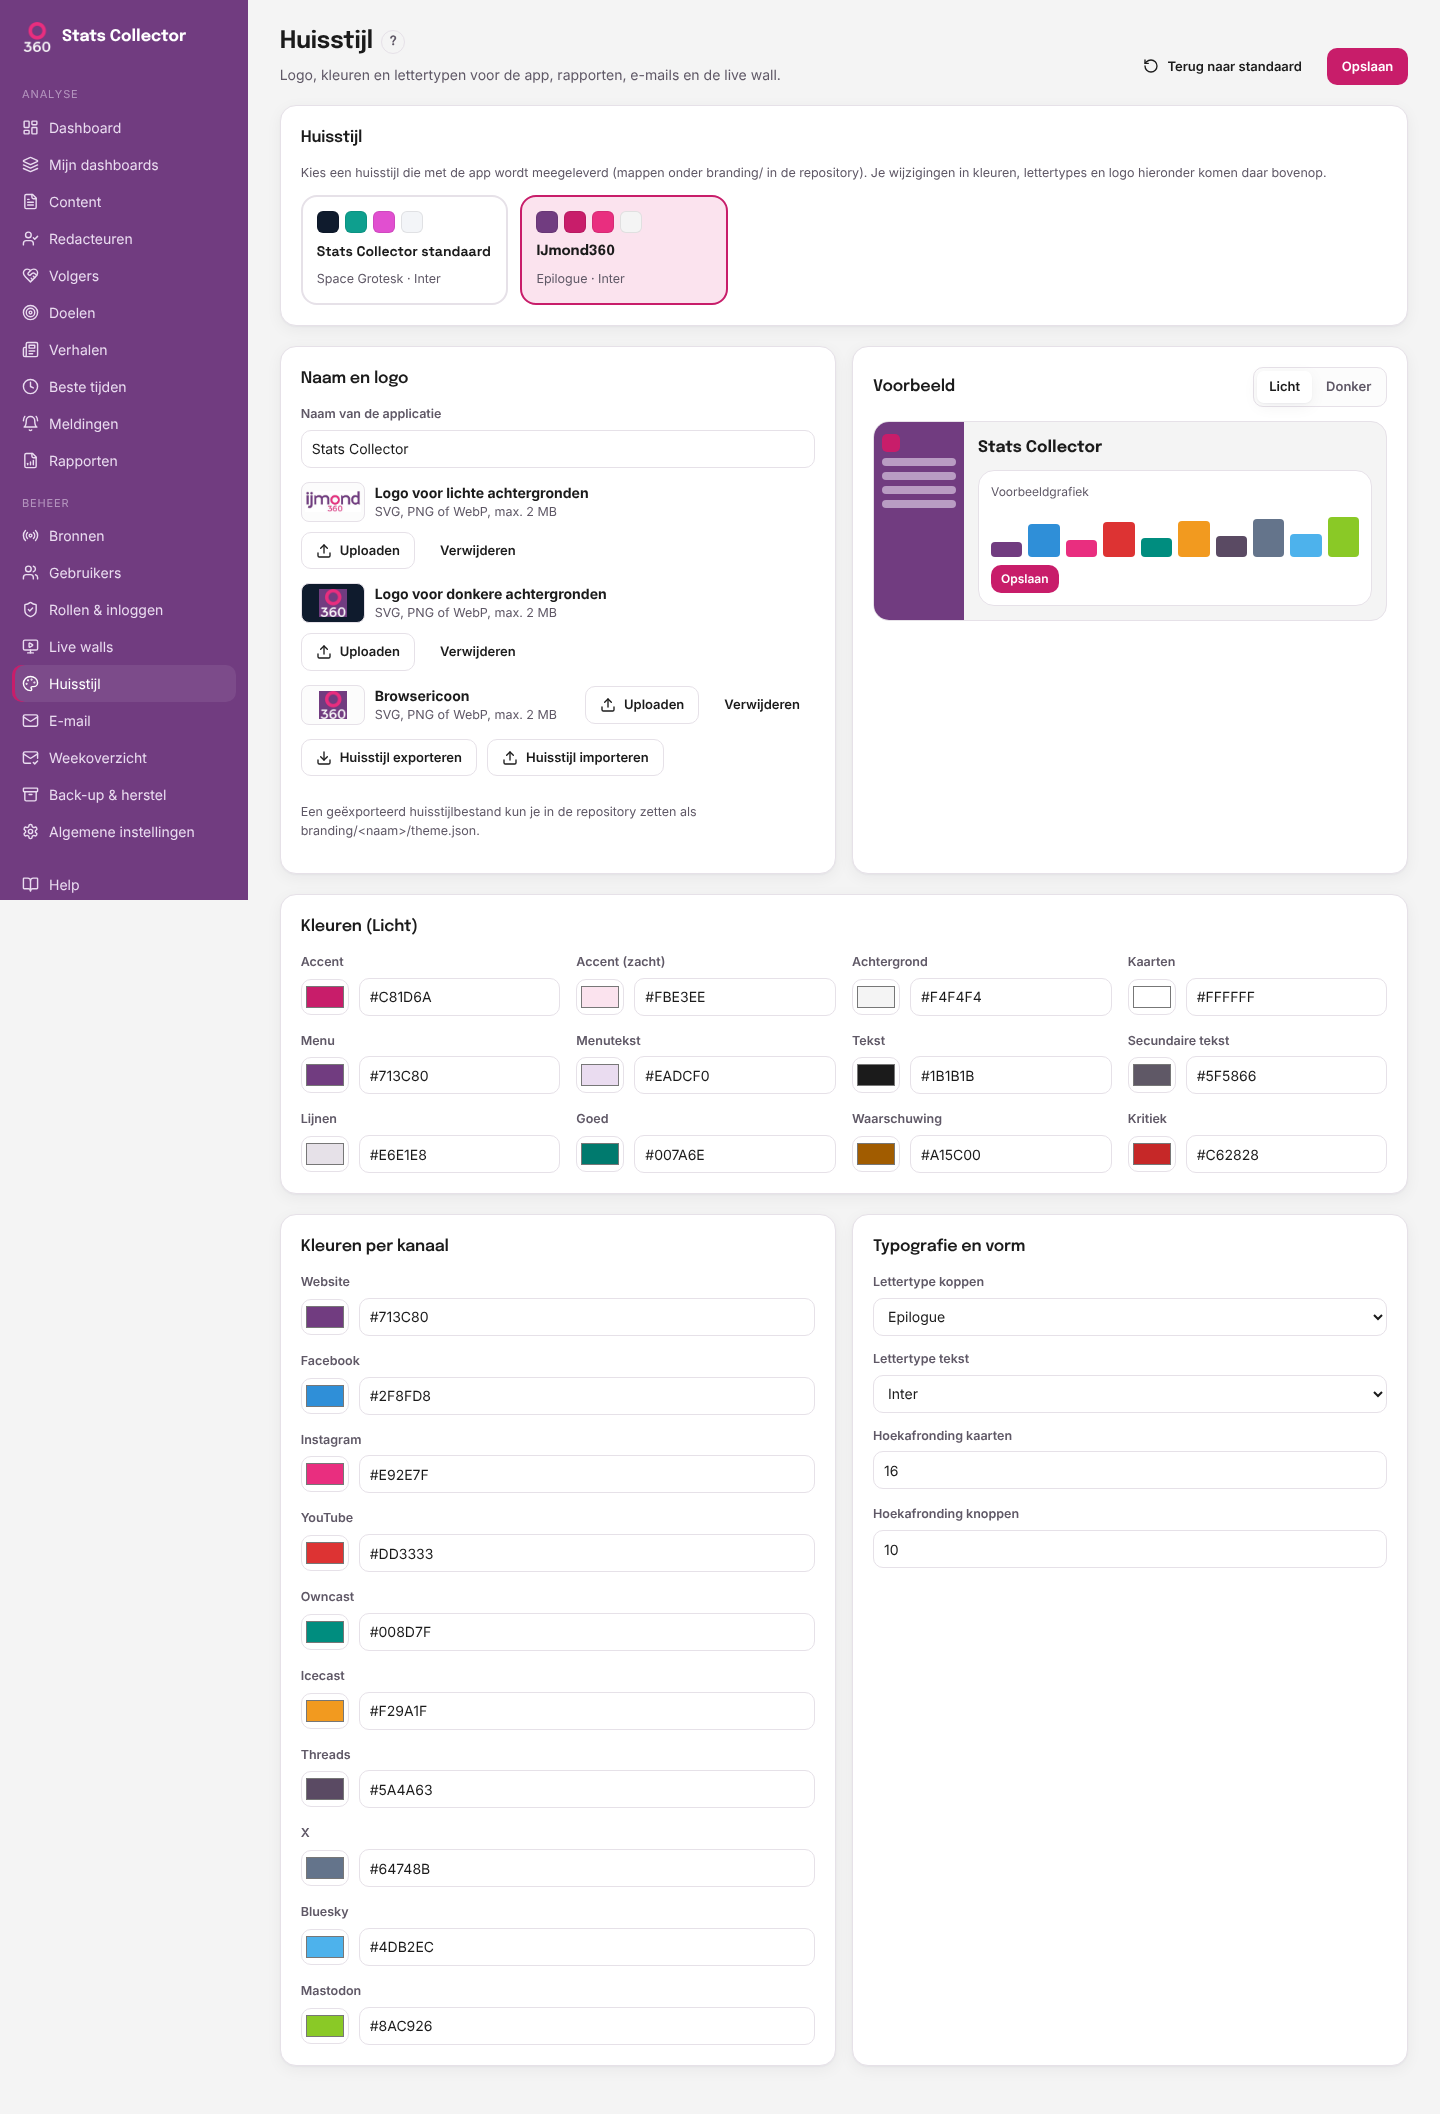 360 Stats Collector
ANALYSE
Dashboard
Mijn dashboards
Content
Redacteuren
Volgers
Doelen
Verhalen
Beste tijden
Meldingen
Rapporten
BEHEER
Bronnen
Gebruikers
Rollen & inloggen
Live walls
Huisstijl
E-mail
Weekoverzicht
Back-up & herstel
Algemene instellingen
Help
Huisstijl ?
Logo, kleuren en lettertypen voor de app, rapporten, e-mails en de live wall.
Terug naar standaard Opslaan
Huisstijl
Kies een huisstijl die met de app wordt meegeleverd (mappen onder branding/ in de repository). Je wijzigingen in kleuren, lettertypes en logo hieronder komen daar bovenop.
Stats Collector standaard
Space Grotesk · Inter
IJmond360
Epilogue · Inter
Naam en logo
Naam van de applicatie
Stats Collector
ijmond 360
Logo voor lichte achtergronden
SVG, PNG of WebP, max. 2 MB
Uploaden Verwijderen
360
Logo voor donkere achtergronden
SVG, PNG of WebP, max. 2 MB
Uploaden Verwijderen
360
Browsericoon
SVG, PNG of WebP, max. 2 MB
Uploaden Verwijderen
Huisstijl exporteren Huisstijl importeren
Een geëxporteerd huisstijlbestand kun je in de repository zetten als
branding/<naam>/theme.json.
Voorbeeld
Licht Donker
Stats Collector
Voorbeeldgrafiek
Opslaan
Kleuren (Licht)
Accent Accent (zacht) Achtergrond Kaarten
#C81D6A #FBE3EE #F4F4F4 #FFFFFF
Menu Menutekst Tekst Secundaire tekst
#713C80 #EADCF0 #1B1B1B #5F5866
Lijnen Goed Waarschuwing Kritiek
#E6E1E8 #007A6E #A15C00 #C62828
Kleuren per kanaal
Website
#713C80
Facebook
#2F8FD8
Instagram
#E92E7F
YouTube
#DD3333
Owncast
#008D7F
Icecast
#F29A1F
Threads
#5A4A63
X
#64748B
Bluesky
#4DB2EC
Mastodon
#8AC926
Typografie en vorm
Lettertype koppen
Epilogue
Lettertype tekst
Inter
Hoekafronding kaarten
16
Hoekafronding knoppen
10